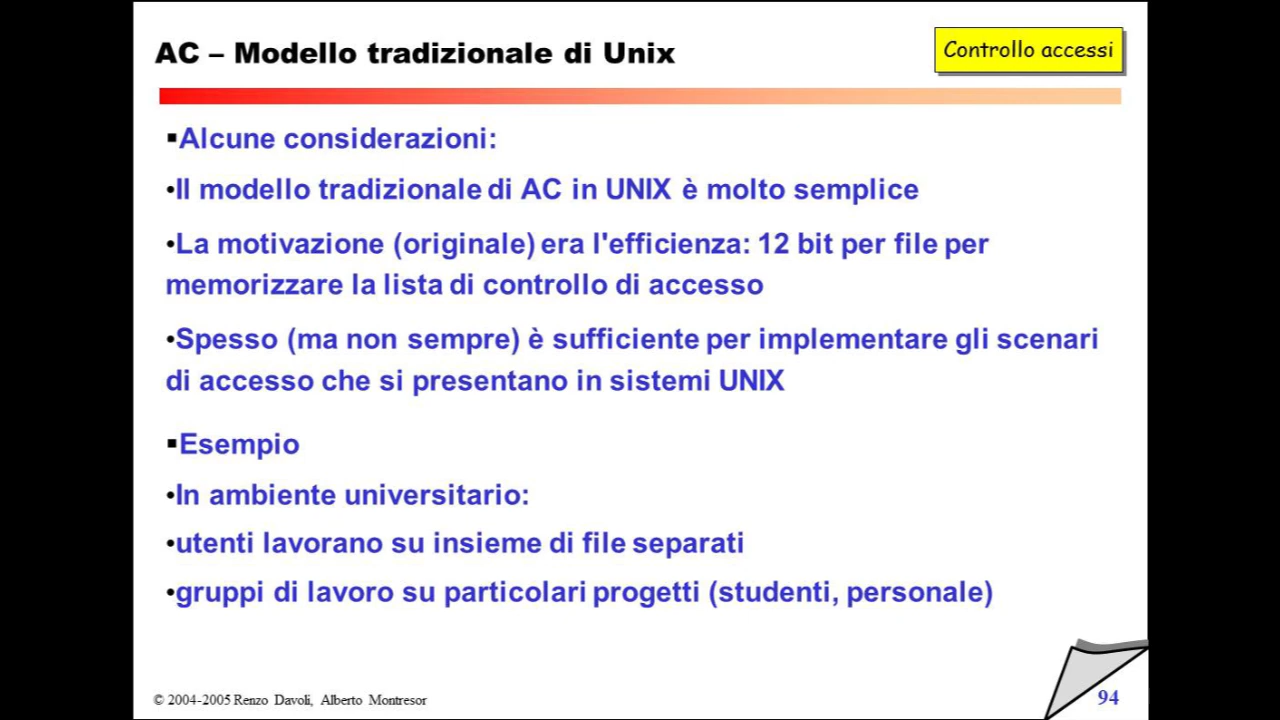 AC – Modello tradizionale di Unix
Controllo accessi
▪Alcune considerazioni:
•Il modello tradizionale di AC in UNIX è molto semplice
•La motivazione (originale) era l'efficienza: 12 bit per file per
memorizzare la lista di controllo di accesso
•Spesso (ma non sempre) è sufficiente per implementare gli scenari
di accesso che si presentano in sistemi UNIX
▪Esempio
•In ambiente universitario:
•utenti lavorano su insieme di file separati
•gruppi di lavoro su particolari progetti (studenti, personale)
© 2004-2005 Renzo Davoli, Alberto Montresor
94